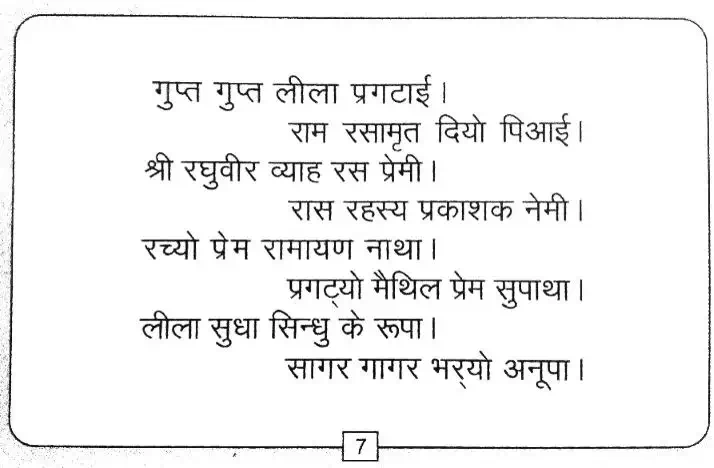 गुप्त गुप्त लीला प्रगटाई।
राम रसामृत दियो पिआई।
श्री रघुवीर व्याह रस प्रेमी।
रास रहस्य प्रकाशक नेमी।
रच्यो प्रेम रामायण नाथा।
प्रगट्यो मैथिल प्रेम सुपाथा।
लीला सुधा सिन्धु के रूपा।
सागर गागर भर्‌यो अनूपा।
7